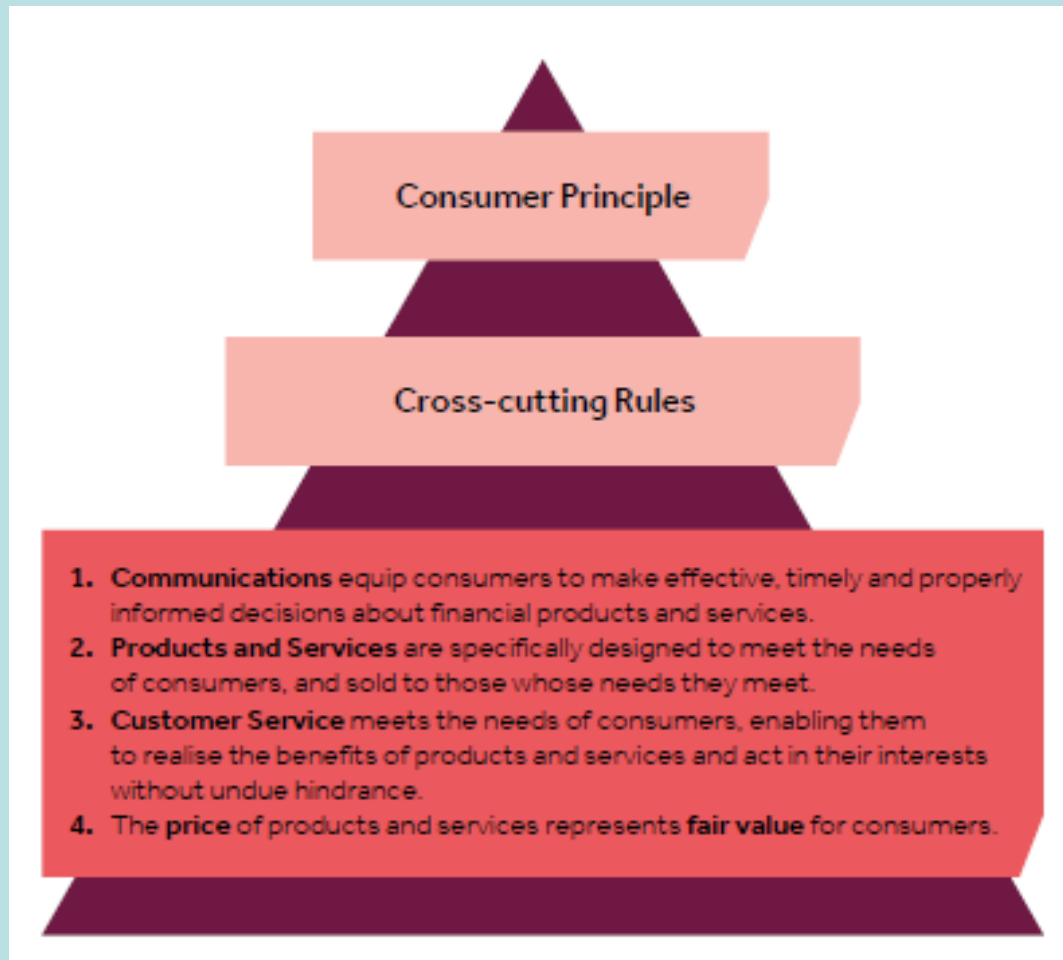 Consumer Principle
Cross-cutting Rules
1. Communications equip consumers to make effective, timely and properly
informed decisions about financial products and services.
2. Products and Services are specifically designed to meet the needs
of consumers, and sold to those whose needs they meet.
3. Customer Service meets the needs of consumers, enabling them
to realise the benefits of products and services and act in their interests
without undue hindrance.
4. The price of products and services represents fair value for consumers.